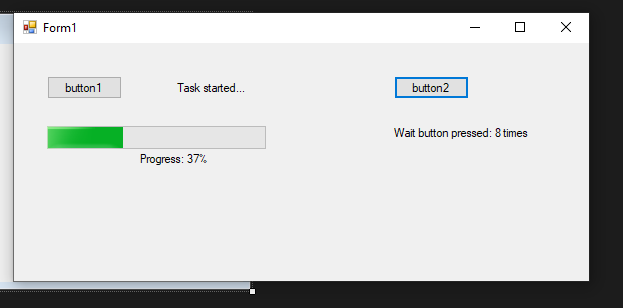 Form1
button1
Task started...
button2
Wait button pressed: 8 times
Progress: 37%